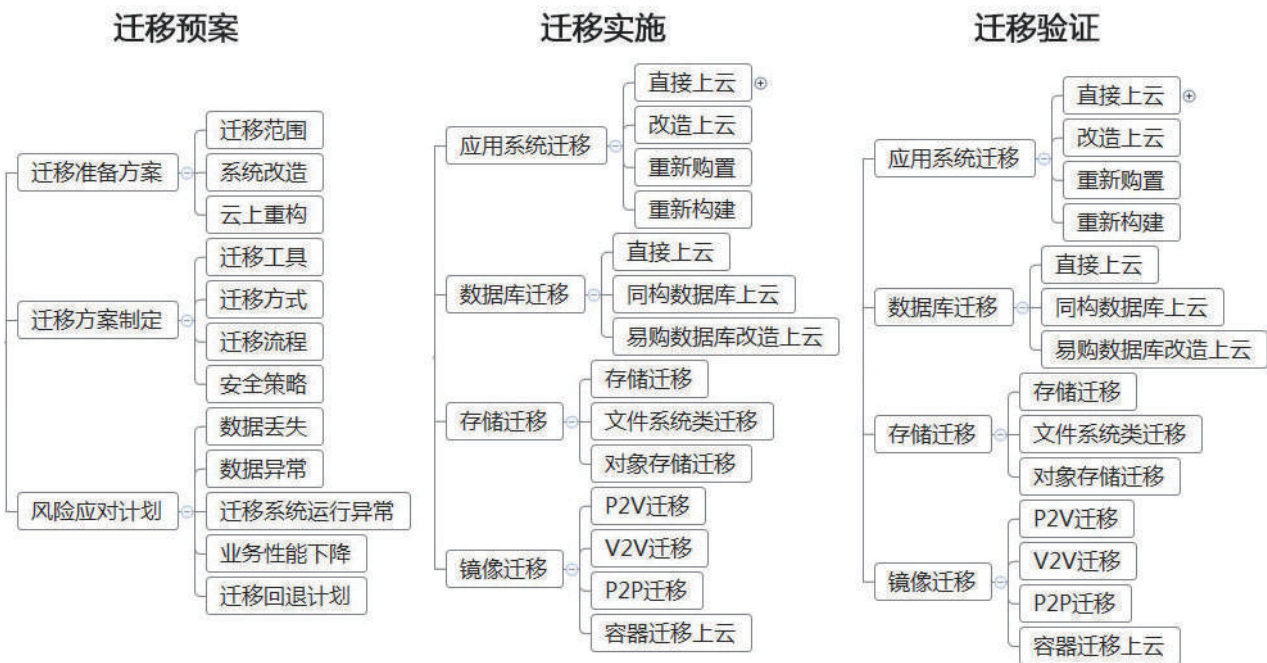 迁移预案
迁移准备方案
迁移范围
系统改造
云上重构
迁移方案制定
迁移工具
迁移方式
迁移流程
安全策略
风险应对计划
数据丢失
数据异常
迁移系统运行异常
业务性能下降
迁移回退计划
迁移实施
应用系统迁移
直接上云
改造上云
重新购置
重新构建
数据库迁移
直接上云
同构数据库上云
易购数据库改造上云
存储迁移
存储迁移
文件系统类迁移
对象存储迁移
镜像迁移
P2V迁移
V2V迁移
P2P迁移
容器迁移上云
迁移验证
应用系统迁移
直接上云
改造上云
重新购置
重新构建
数据库迁移
直接上云
同构数据库上云
易购数据库改造上云
存储迁移
存储迁移
文件系统类迁移
对象存储迁移
镜像迁移
P2V迁移
V2V迁移
P2P迁移
容器迁移上云